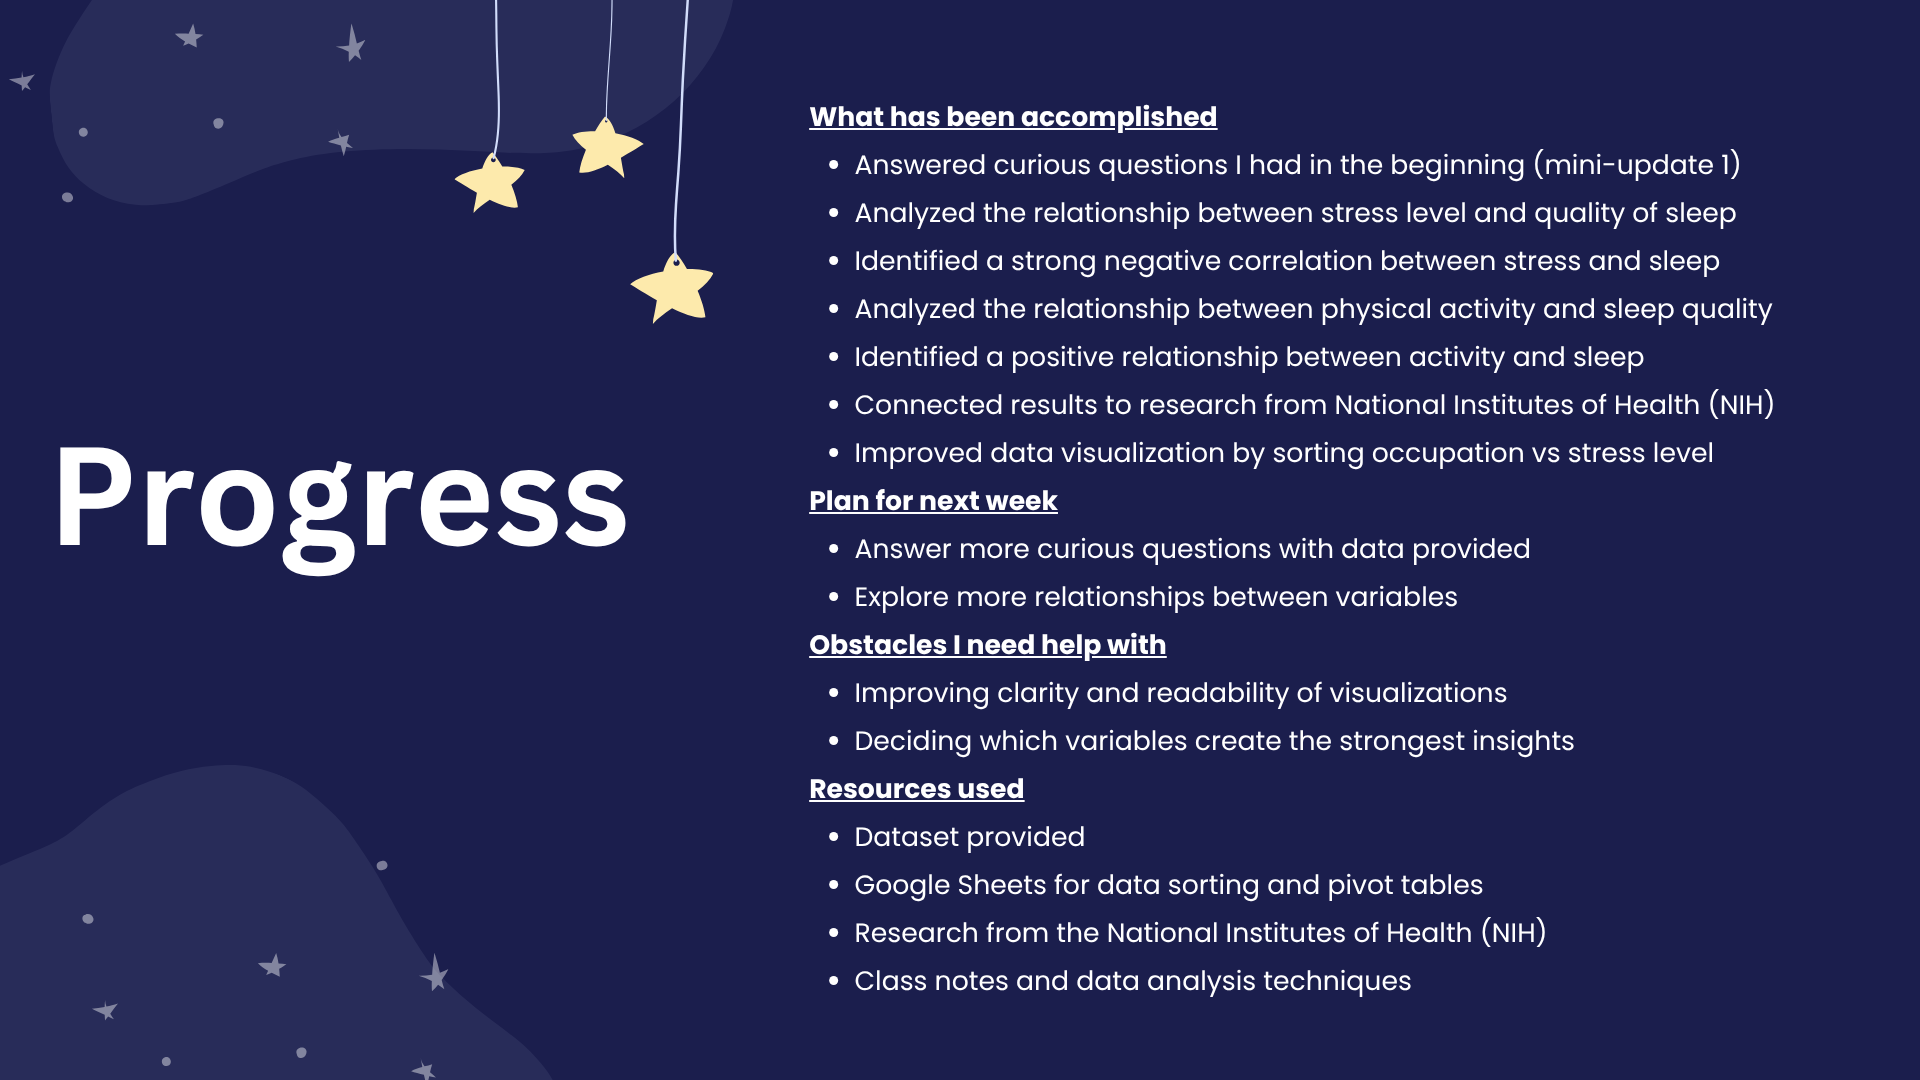 Progress
What has been accomplished
• Answered curious questions I had in the beginning (mini-update 1)
• Analyzed the relationship between stress level and quality of sleep
• Identified a strong negative correlation between stress and sleep
• Analyzed the relationship between physical activity and sleep quality
• Identified a positive relationship between activity and sleep
• Connected results to research from National Institutes of Health (NIH)
• Improved data visualization by sorting occupation vs stress level
Plan for next week
• Answer more curious questions with data provided
• Explore more relationships between variables
Obstacles I need help with
• Improving clarity and readability of visualizations
• Deciding which variables create the strongest insights
Resources used
• Dataset provided
• Google Sheets for data sorting and pivot tables
• Research from the National Institutes of Health (NIH)
• Class notes and data analysis techniques